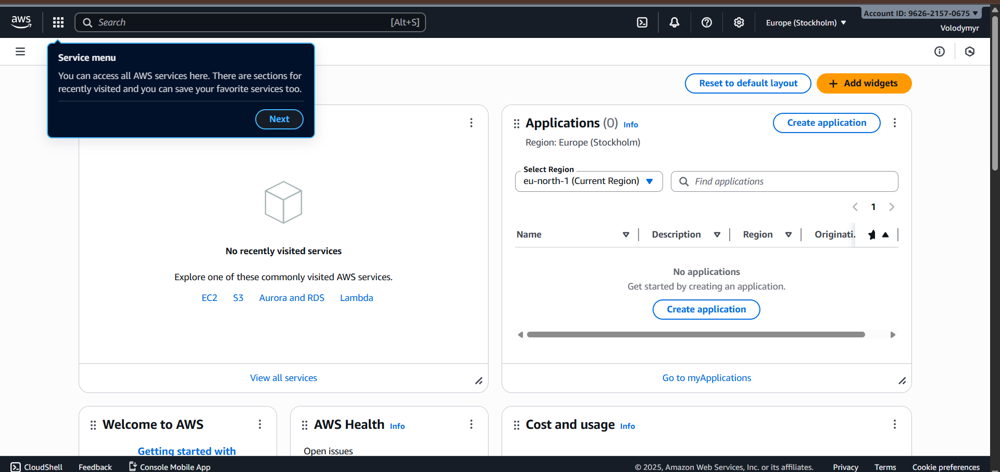 aws
Search
[Alt+S]
Europe (Stockholm)
Account ID: 9626-2157-0675
Volodymyr
Service menu
You can access all AWS services here. There are sections for
recently visited and you can save your favorite services too.
Next
Reset to default layout
+ Add widgets
No recently visited services
Explore one of these commonly visited AWS services.
EC2 S3 Aurora and RDS Lambda
View all services
Applications (0) Info
Create application
Region: Europe (Stockholm)
Select Region
eu-north-1 (Current Region)
Find applications
1
Name Description Region Originati.
No applications
Get started by creating an application.
Create application
Go to myApplications
Welcome to AWS
Getting started with
AWS Health Info
Open issues
Cost and usage Info
CloudShell Feedback Console Mobile App
© 2025, Amazon Web Services, Inc. or its affiliates. Privacy Terms Cookie preferences